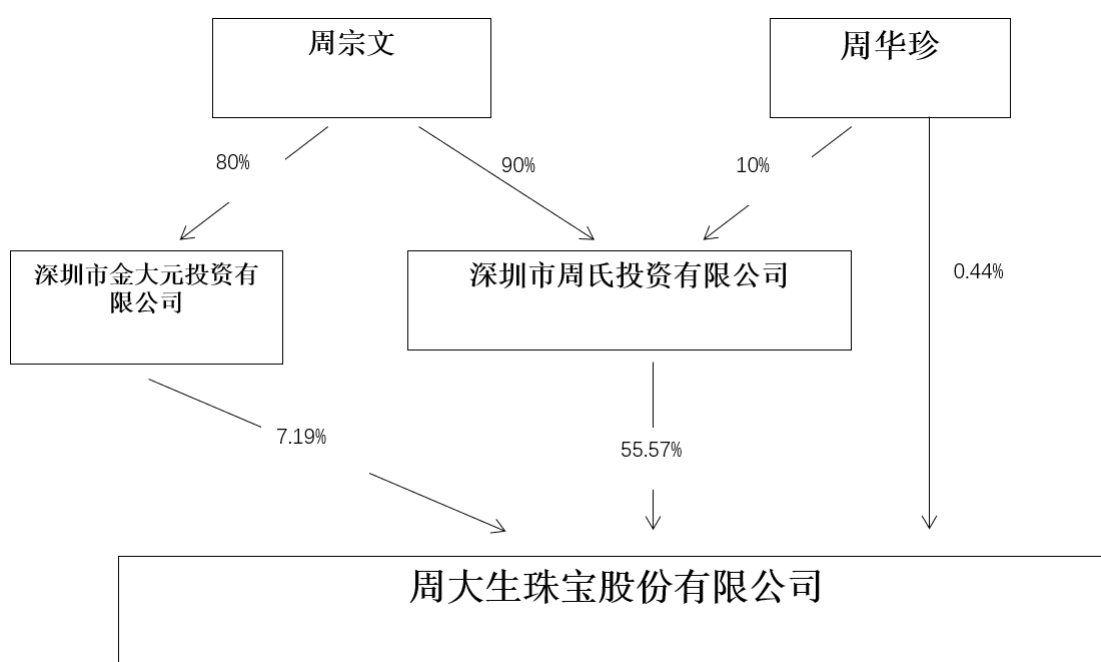 周宗文
周华珍
80%
90%
10%
深圳市金大元投资有
限公司
深圳市周氏投资有限公司
0.44%
7.19%
55.57%
周大生珠宝股份有限公司